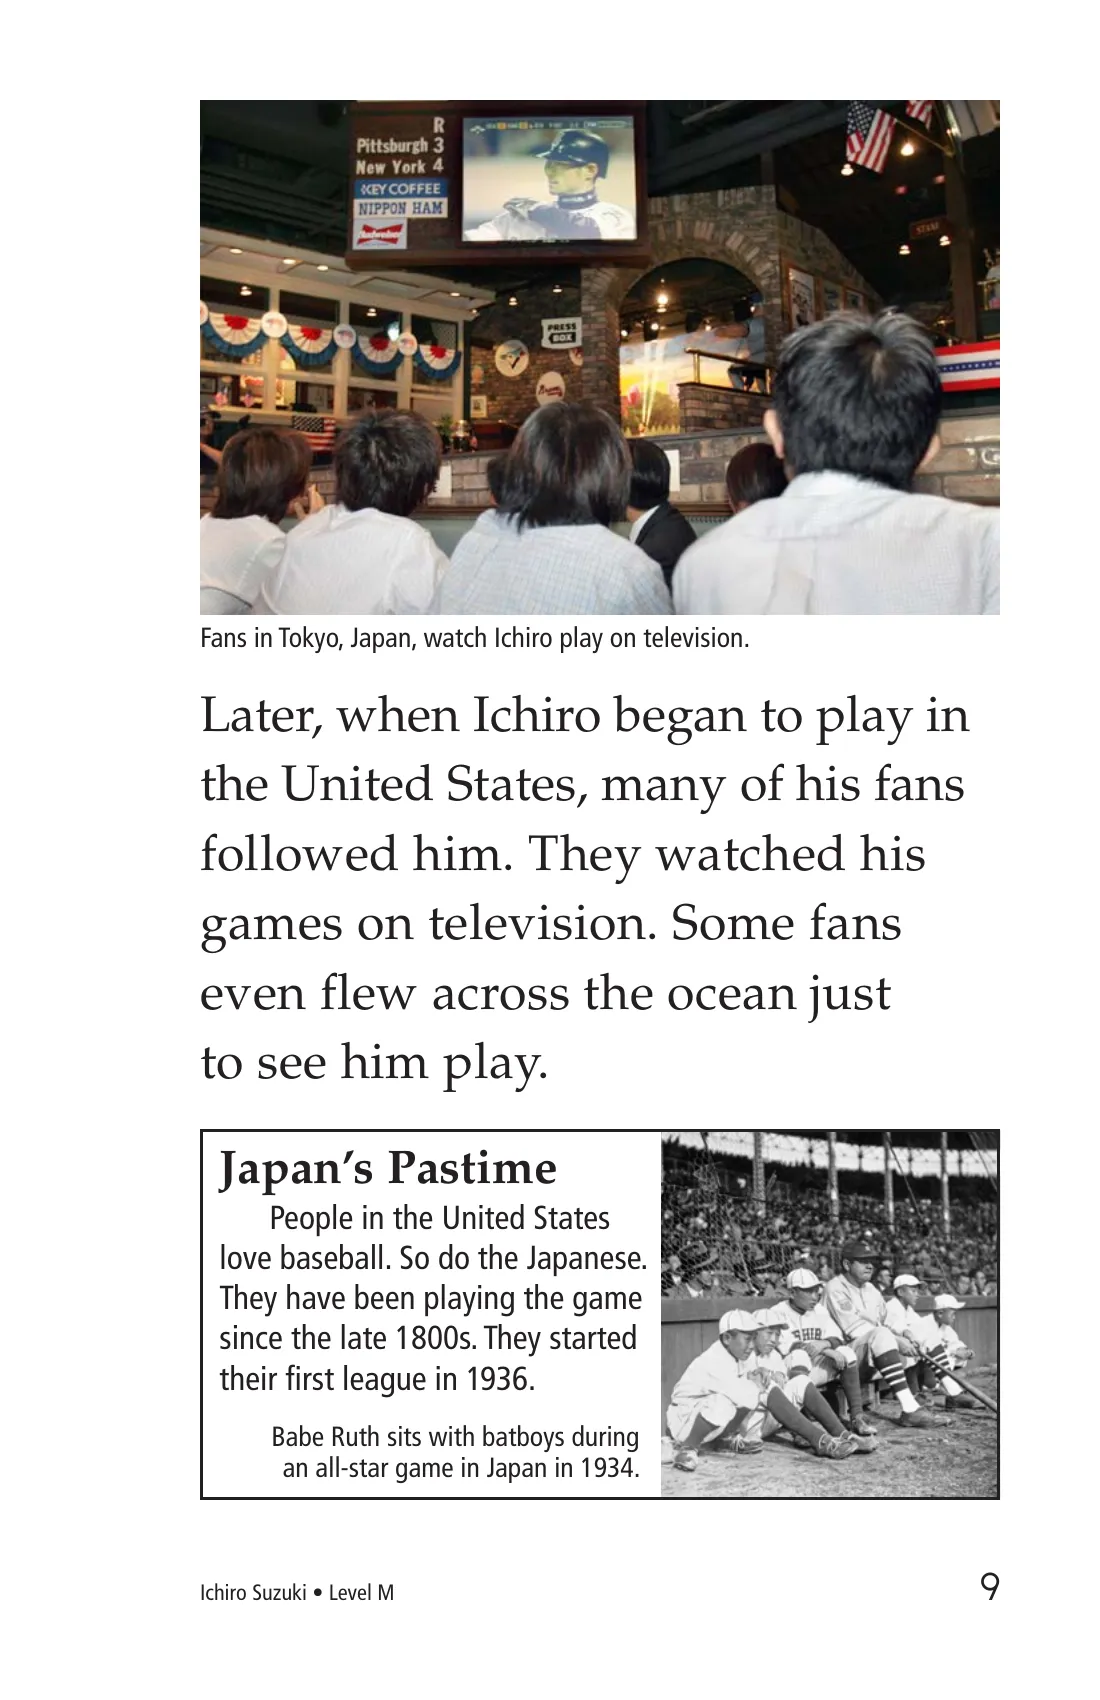 R
Pittsburgh 3
New York 4
KEY COFFEE
NIPPON HAM
Budweiser
PRESS
BOX
Fans in Tokyo, Japan, watch Ichiro play on television.
Later, when Ichiro began to play in
the United States, many of his fans
followed him. They watched his
games on television. Some fans
even flew across the ocean just
to see him play.
Japan’s Pastime
People in the United States
love baseball. So do the Japanese.
They have been playing the game
since the late 1800s. They started
their first league in 1936.
Babe Ruth sits with batboys during
an all-star game in Japan in 1934.
Ichiro Suzuki • Level M
9